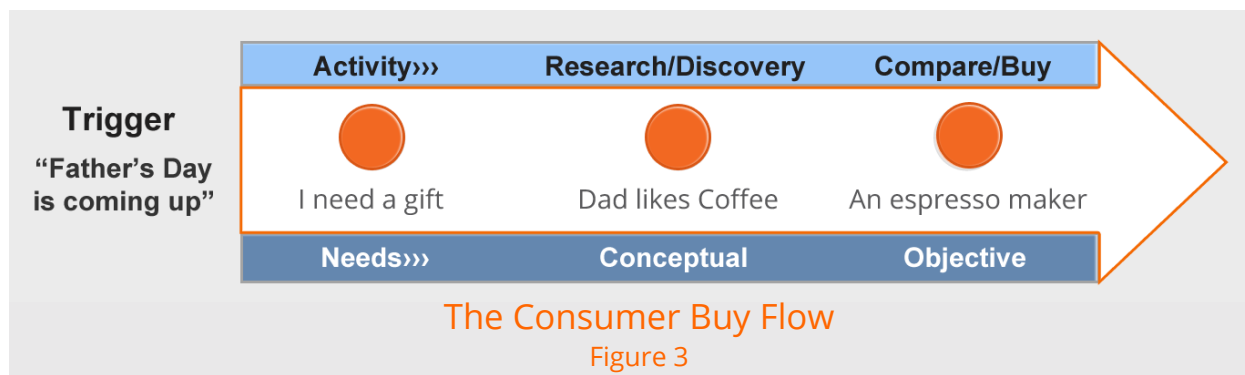 Trigger
“Father’s Day
is coming up”
Activity››› Research/Discovery Compare/Buy
I need a gift Dad likes Coffee An espresso maker
Needs››› Conceptual Objective
The Consumer Buy Flow
Figure 3